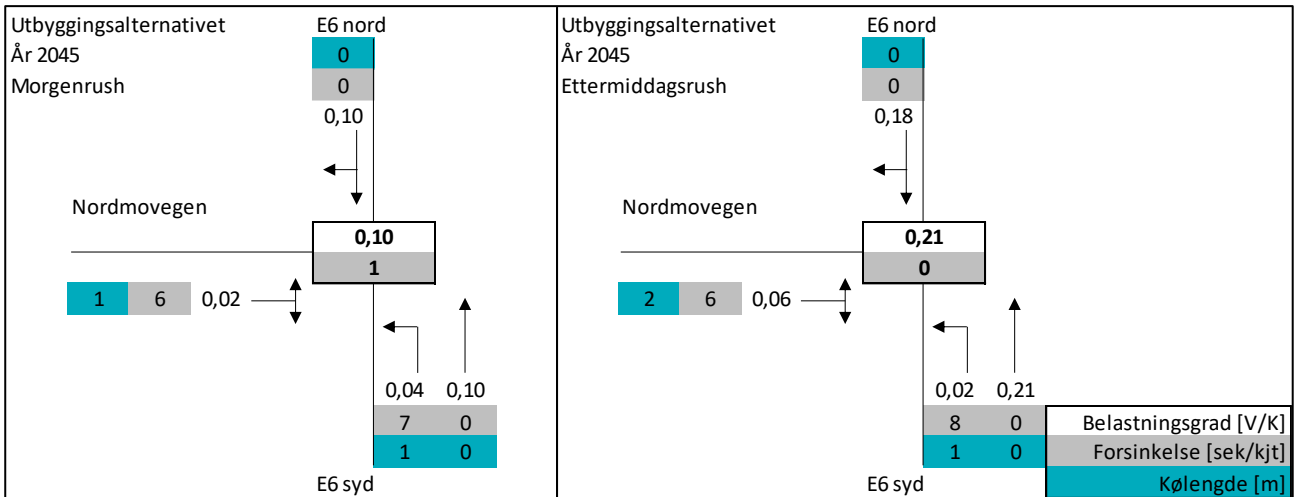 Utbyggingsalternativet
E6 nord
År 2045
0
Morgenrush
0
0,10
Nordmovegen
0,10
1
1 6 0,02
0,04 0,10
7 0
1 0
E6 syd
Utbyggingsalternativet
E6 nord
År 2045
0
Ettermiddagsrush
0
0,18
Nordmovegen
0,21
0
2 6 0,06
0,02 0,21
8 0
1 0
E6 syd
Belastningsgrad [V/K]
Forsinkelse [sek/kjt]
Kølengde [m]